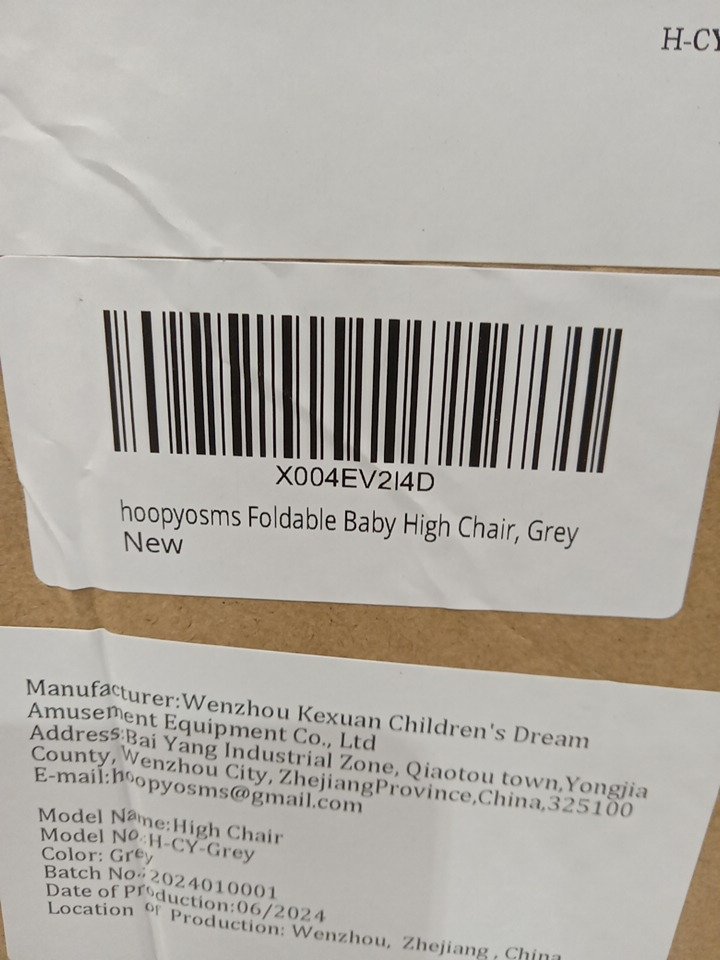 H-CY
X004EV2I4D
hoopyosms Foldable Baby High Chair, Grey
New
Manufacturer:Wenzhou Kexuan Children's Dream
Amusement Equipment Co., Ltd
Address:Bai Yang Industrial Zone, Qiaotou town,Yongjia
County, Wenzhou City, ZhejiangProvince,China,325100
E-mail:hoopyosms@gmail.com
Model Name:High Chair
Model No.:H-CY-Grey
Color: Grey
Batch No.:2024010001
Date of Production:06/2024
Location of Production: Wenzhou, Zhejiang, China